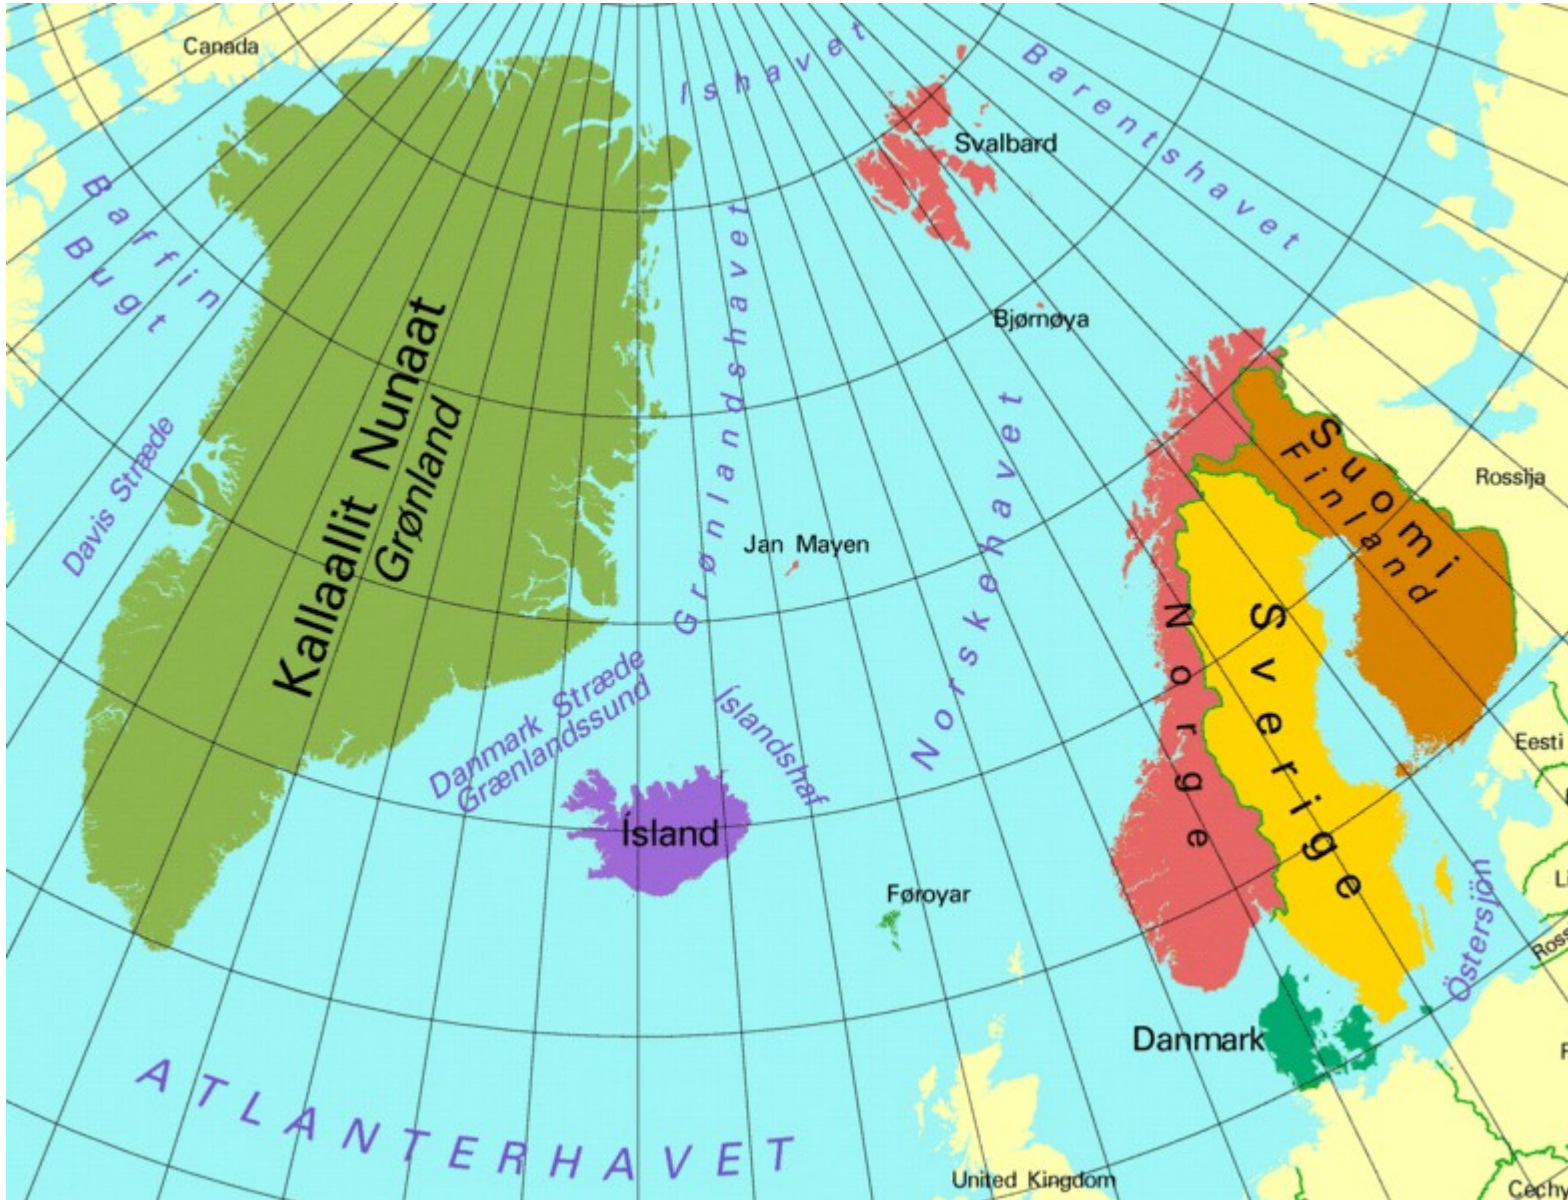 Canada
Ishavet
Barentshavet
Svalbard
Baffin
Bugt
Bjørnøya
Kallaallit Nunaat
Grønland
Grønlandshavet
Norskehavet
Davis Stræde
Jan Mayen
Suomi
Finland
Rosslja
Norge
Sverige
Danmark Stræde
Grænlandssund
Íslandshaf
Ísland
Føroyar
Eesti
Östersjön
Danmark
ATLANTERHAVET
United Kingdom